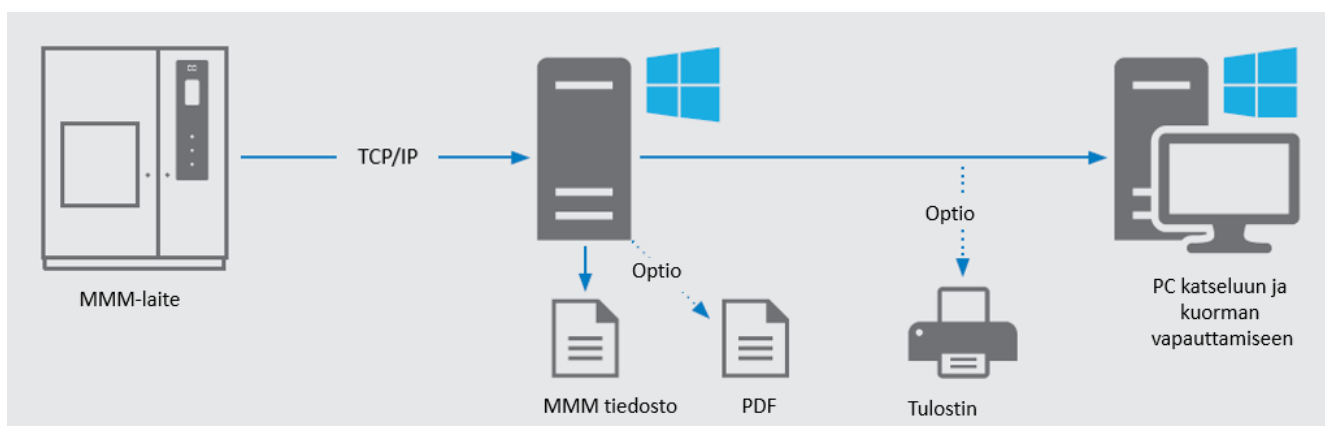 TCP/IP
Optio
Optio
MMM-laite
PC katseluun ja
kuorman
vapauttamiseen
MMM tiedosto
PDF
Tulostin